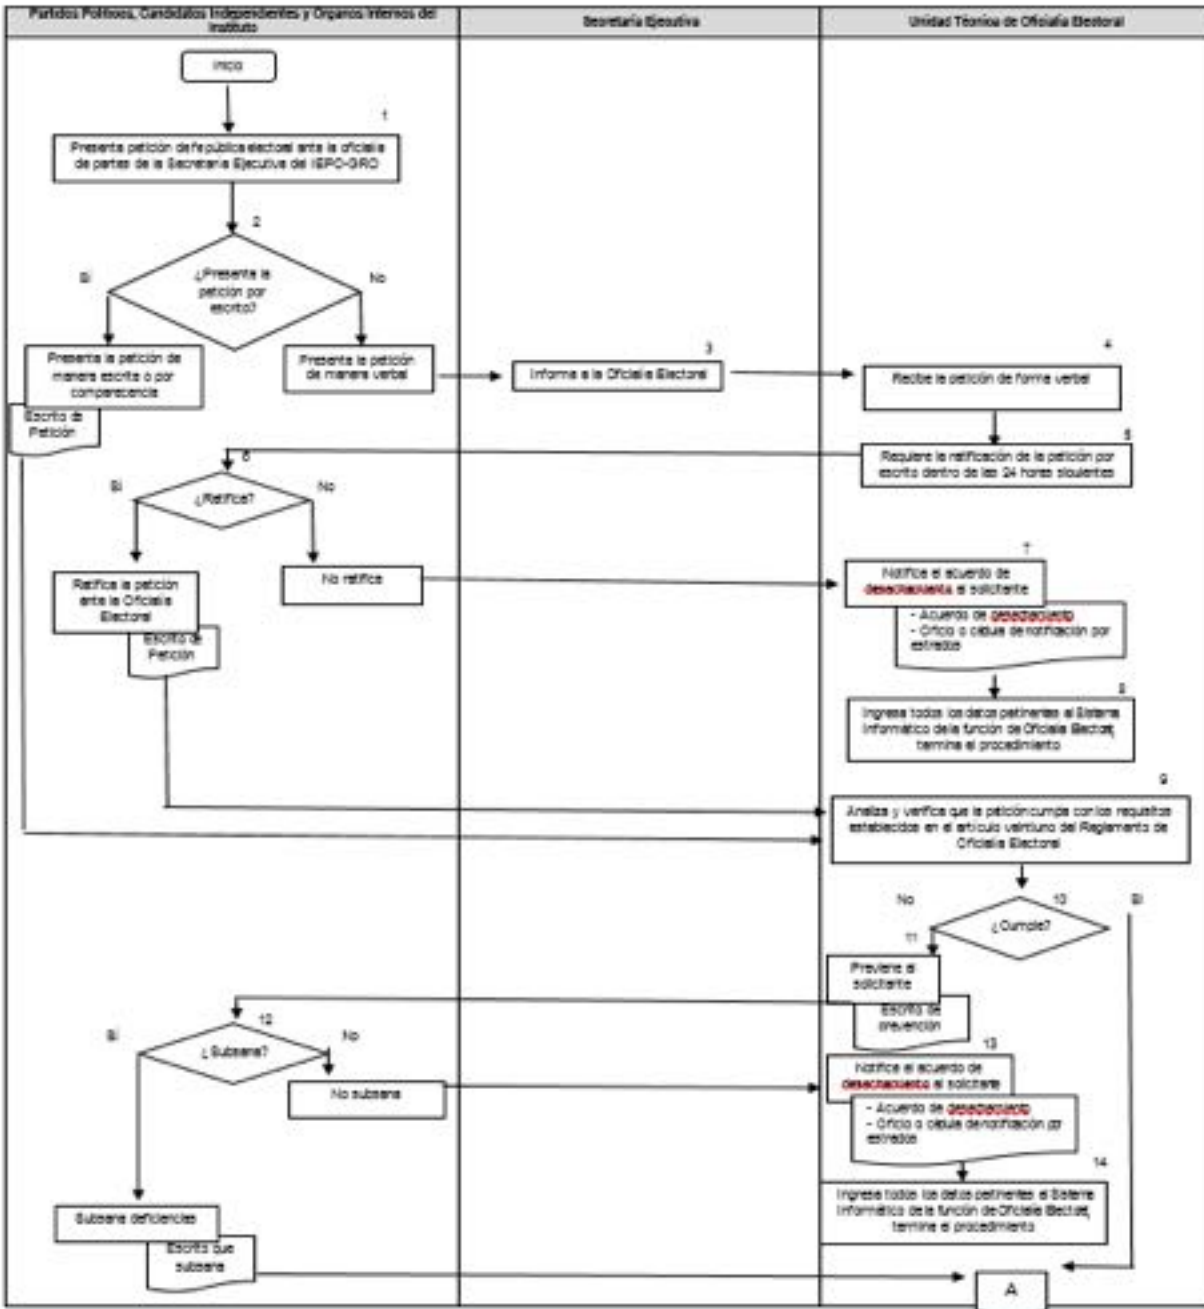 Partidos Políticos, Candidatos Independientes y Órganos Internos del
Instituto
Secretaría Ejecutiva
Unidad Técnica de Oficialía Electoral
Inicio
1
Presenta petición de fe pública electoral ante la oficialía
de partes de la Secretaría Ejecutiva del IEPC-GRO
2
¿Presenta la
petición por
escrito?
Sí
No
Presenta la petición de
manera escrita o por
comparecencia
Escrito de
Petición
Presenta la petición
de manera verbal
3
Informa a la Oficialía Electoral
4
Recibe la petición de forma verbal
5
Requiere la ratificación de la petición por
escrito dentro de las 24 horas siguientes
6
¿Ratifica?
Sí
No
Ratifica la petición
ante la Oficialía
Electoral
Escrito de
Petición
No ratifica
7
Notifica el acuerdo de
desechamiento al solicitante
- Acuerdo de desechamiento
- Oficio o cédula de notificación por
estrados
8
Ingresa todos los datos pertinentes al Sistema
Informático de la función de Oficialía Electoral,
termina el procedimiento
9
Analiza y verifica que la petición cumpla con los requisitos
establecidos en el artículo veintiuno del Reglamento de
Oficialía Electoral
10
¿Cumple?
No
Sí
11
Previene al
solicitante
Escrito de
prevención
12
¿Subsana?
Sí
No
No subsana
13
Notifica el acuerdo de
desechamiento al solicitante
- Acuerdo de desechamiento
- Oficio o cédula de notificación por
estrados
14
Ingresa todos los datos pertinentes al Sistema
Informático de la función de Oficialía Electoral,
termina el procedimiento
Subsana deficiencias
Escrito que
subsana
A